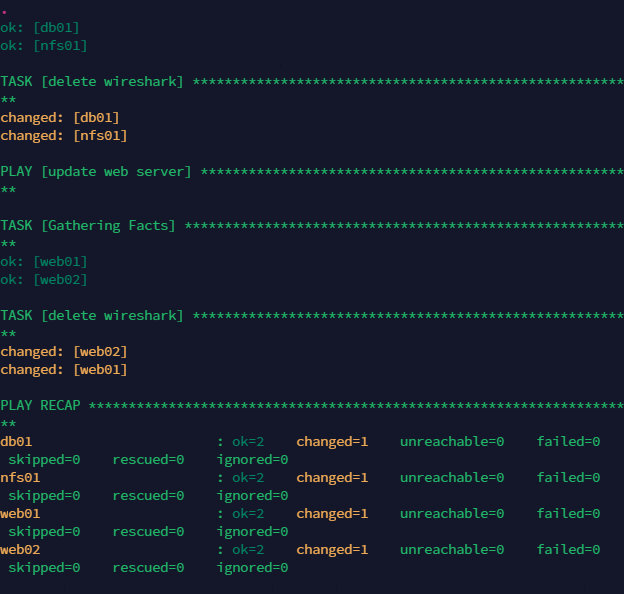 ok: [db01]
ok: [nfs01]
TASK [delete wireshark] ******************************************************
**
changed: [db01]
changed: [nfs01]
PLAY [update web server] *****************************************************
**
TASK [Gathering Facts] *******************************************************
**
ok: [web01]
ok: [web02]
TASK [delete wireshark] ******************************************************
**
changed: [web02]
changed: [web01]
PLAY RECAP *******************************************************************
**
db01                       : ok=2    changed=1    unreachable=0    failed=0
 skipped=0    rescued=0    ignored=0
nfs01                      : ok=2    changed=1    unreachable=0    failed=0
 skipped=0    rescued=0    ignored=0
web01                      : ok=2    changed=1    unreachable=0    failed=0
 skipped=0    rescued=0    ignored=0
web02                      : ok=2    changed=1    unreachable=0    failed=0
 skipped=0    rescued=0    ignored=0